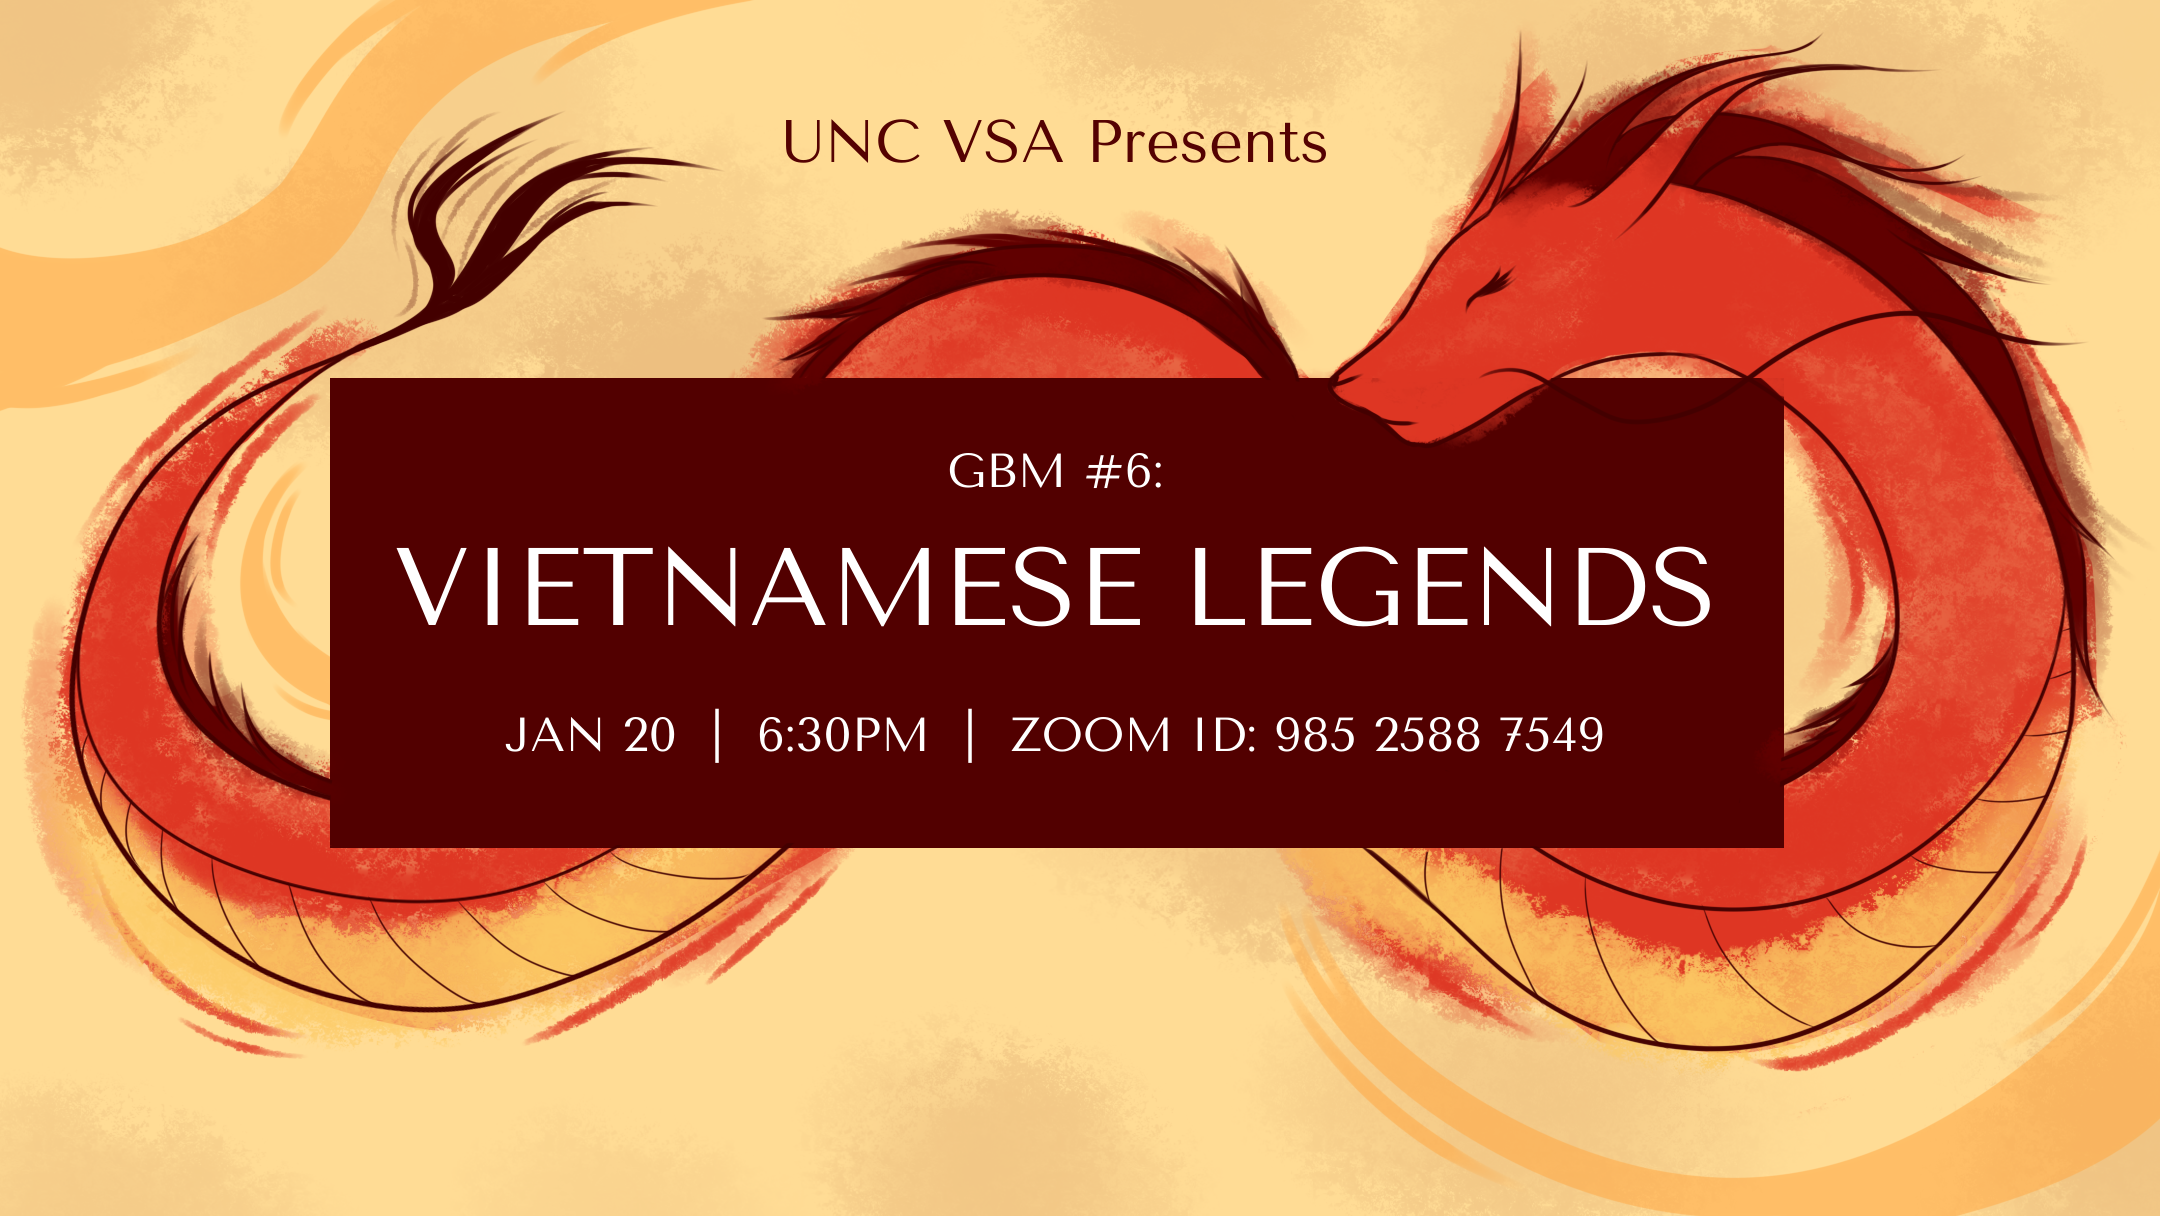 UNC VSA Presents
GBM #6:
VIETNAMESE LEGENDS
JAN 20 | 6:30PM | ZOOM ID: 985 2588 7549